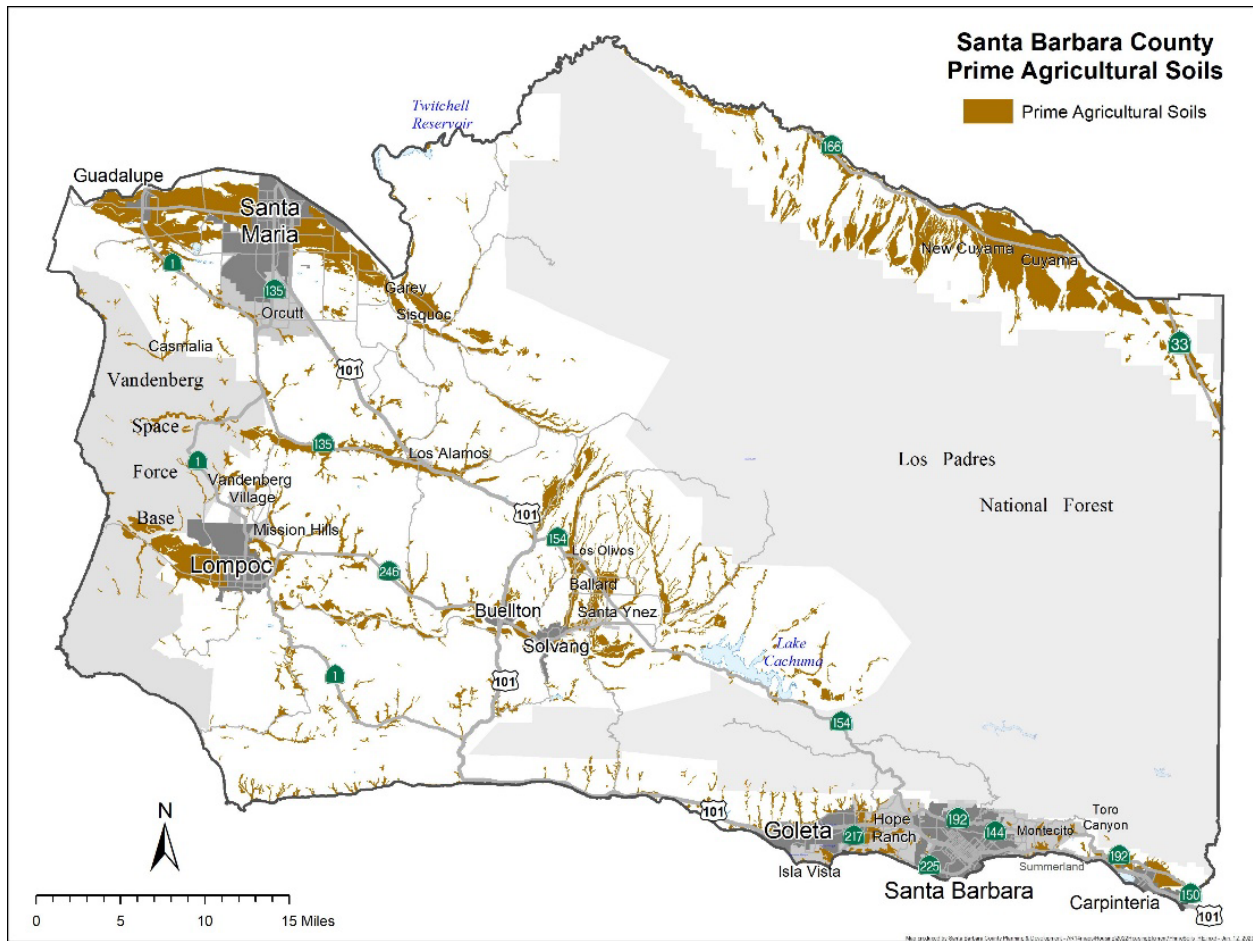 Santa Barbara County
Prime Agricultural Soils
Prime Agricultural Soils
Twitchell
Reservoir
166
Guadalupe
Santa
Maria
New Cuyama
Cuyama
1
135
Garey
Orcutt
Sisquoc
33
Casmalia
101
Vandenberg
Space
135
Los Alamos
Los Padres
1
Force
Vandenberg
Village
National Forest
Base
101
Mission Hills
154
Los Olivos
Lompoc
246
Ballard
Buellton
Santa Ynez
Solvang
Lake
Cachuma
1
101
154
N
101
Goleta
217
Hope
Ranch
192
144
Montecito
Toro
Canyon
192
Isla Vista
225
Summerland
Santa Barbara
Carpinteria
150
101
0 5 10 15 Miles